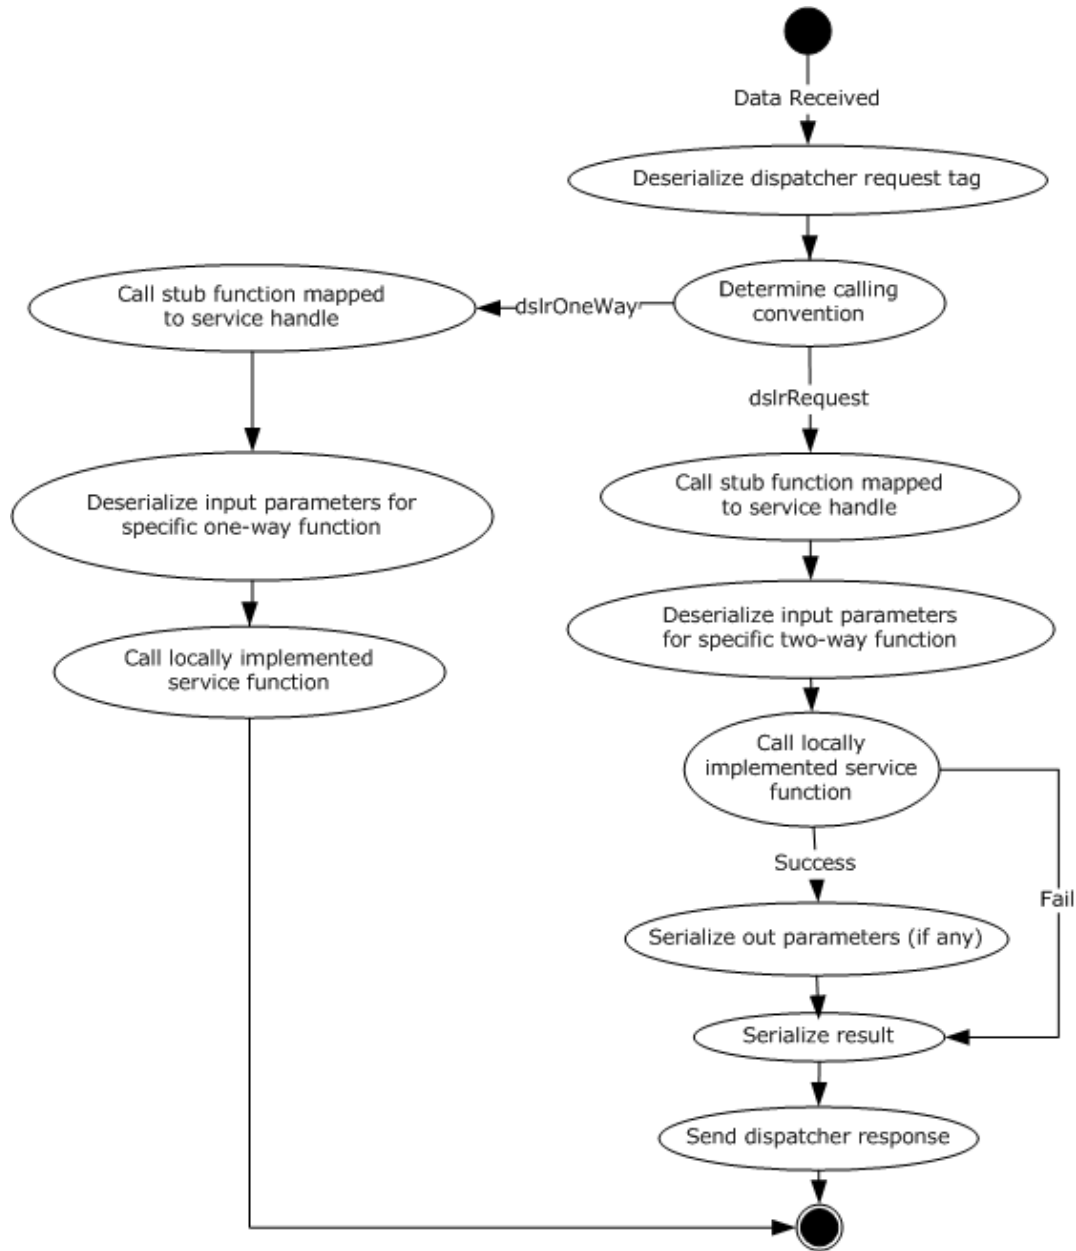 Data Received
Deserialize dispatcher request tag
Determine calling
convention
dslrOneWay
Call stub function mapped
to service handle
Deserialize input parameters for
specific one-way function
Call locally implemented
service function
dslrRequest
Call stub function mapped
to service handle
Deserialize input parameters
for specific two-way function
Call locally
implemented service
function
Success
Fail
Serialize out parameters (if any)
Serialize result
Send dispatcher response